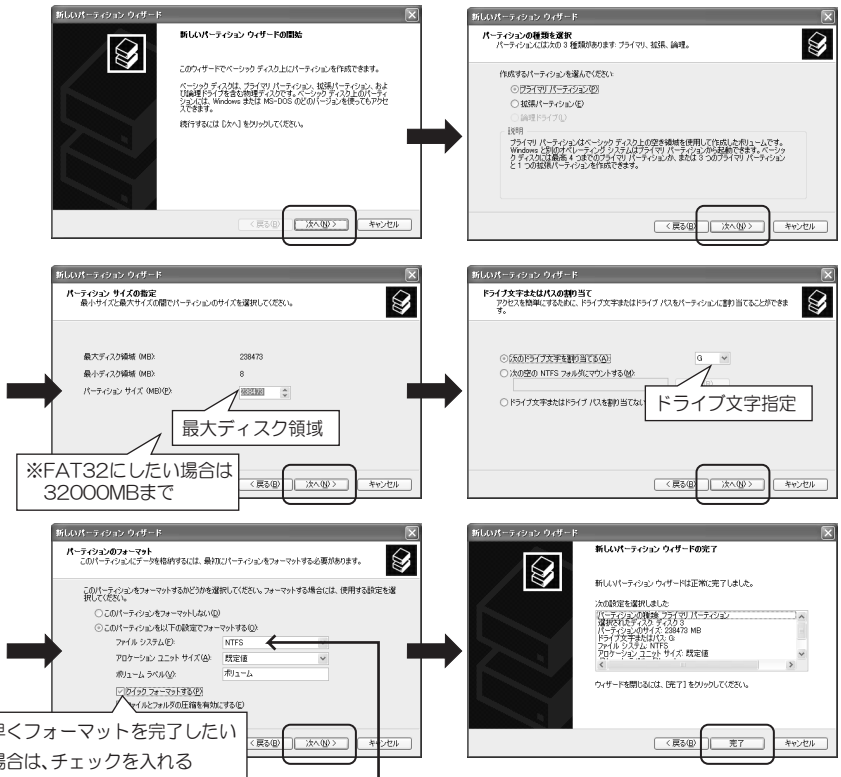 新しいパーティション ウィザード
新しいパーティション ウィザードの開始
このウィザードでベーシック ディスク上にパーティションを作成できます。
ベーシック ディスクは、プライマリ パーティション、拡張パーティション、およ
び論理ドライブを含む物理ディスクです。ベーシック ディスク上のパーティ
ションには、Windows または MS-DOS のどのバージョンを使ってもアクセ
スできます。
続行するには [次へ] をクリックしてください。
< 戻る(B)
次へ(N) >
キャンセル
新しいパーティション ウィザード
パーティションの種類を選択
パーティションには次の 3 種類があります: プライマリ、拡張、論理。
作成するパーティションを選んでください:
プライマリ パーティション(P)
拡張パーティション(E)
論理ドライブ(L)
説明
プライマリ パーティションはベーシック ディスク上の空き領域を使用して作成したボリュームです。
Windows と別のオペレーティング システムはプライマリ パーティションから起動できます。ベーシッ
ク ディスクには最高 4 つまでのプライマリ パーティションか、または 3 つのプライマリ パーティション
と 1 つの拡張パーティションを作成できます。
< 戻る(B)
次へ(N) >
キャンセル
新しいパーティション ウィザード
パーティション サイズの指定
最小サイズと最大サイズの間でパーティションのサイズを選択してください。
最大ディスク領域 (MB):
238473
最小ディスク領域 (MB):
8
パーティション サイズ (MB)(P):
238473
最大ディスク領域
※FAT32にしたい場合は
32000MBまで
< 戻る(B)
次へ(N) >
キャンセル
新しいパーティション ウィザード
ドライブ文字またはパスの割り当て
アクセスを簡単にするために、ドライブ文字またはドライブ パスをパーティションに割り当てることができま
す。
次のドライブ文字を割り当てる(A):
G
次の空の NTFS フォルダにマウントする(M):
ドライブ文字またはドライブ パスを割り当てない
ドライブ文字指定
< 戻る(B)
次へ(N) >
キャンセル
新しいパーティション ウィザード
パーティションのフォーマット
このパーティションにデータを格納するには、最初にパーティションをフォーマットする必要があります。
このパーティションをフォーマットするかどうかを選択してください。フォーマットする場合には、使用する設定を選
択してください。
このパーティションをフォーマットしない(D)
このパーティションを以下の設定でフォーマットする(O):
ファイル システム(F):
NTFS
アロケーション ユニット サイズ(A):
既定値
ボリューム ラベル(V):
ボリューム
クイック フォーマットする(P)
ファイルとフォルダの圧縮を有効にする(E)
早くフォーマットを完了したい
場合は、チェックを入れる
< 戻る(B)
次へ(N) >
キャンセル
新しいパーティション ウィザード
新しいパーティション ウィザードの完了
新しいパーティション ウィザードは正常に完了しました。
次の設定を選択しました:
パーティションの種類: プライマリ パーティション
選択されたディスク: ディスク 3
パーティションのサイズ: 238473 MB
ドライブ文字またはパス: G:
ファイル システム: NTFS
アロケーション ユニット サイズ: 既定値
ウィザードを閉じるには、[完了] をクリックしてください。
< 戻る(B)
完了
キャンセル